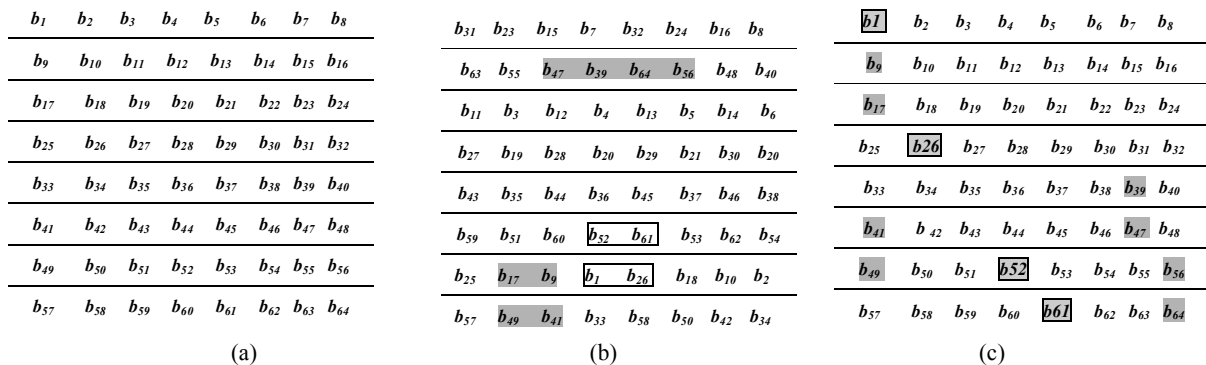 b1 b2 b3 b4 b5 b6 b7 b8
b9 b10 b11 b12 b13 b14 b15 b16
b17 b18 b19 b20 b21 b22 b23 b24
b25 b26 b27 b28 b29 b30 b31 b32
b33 b34 b35 b36 b37 b38 b39 b40
b41 b42 b43 b44 b45 b46 b47 b48
b49 b50 b51 b52 b53 b54 b55 b56
b57 b58 b59 b60 b61 b62 b63 b64
(a)
b31 b23 b15 b7 b32 b24 b16 b8
b63 b55 b47 b39 b64 b56 b48 b40
b11 b3 b12 b4 b13 b5 b14 b6
b27 b19 b28 b20 b29 b21 b30 b20
b43 b35 b44 b36 b45 b37 b46 b38
b59 b51 b60 b52 b61 b53 b62 b54
b25 b17 b9 b1 b26 b18 b10 b2
b57 b49 b41 b33 b58 b50 b42 b34
(b)
b1 b2 b3 b4 b5 b6 b7 b8
b9 b10 b11 b12 b13 b14 b15 b16
b17 b18 b19 b20 b21 b22 b23 b24
b25 b26 b27 b28 b29 b30 b31 b32
b33 b34 b35 b36 b37 b38 b39 b40
b41 b 42 b43 b44 b45 b46 b47 b48
b49 b50 b51 b52 b53 b54 b55 b56
b57 b58 b59 b60 b61 b62 b63 b64
(c)